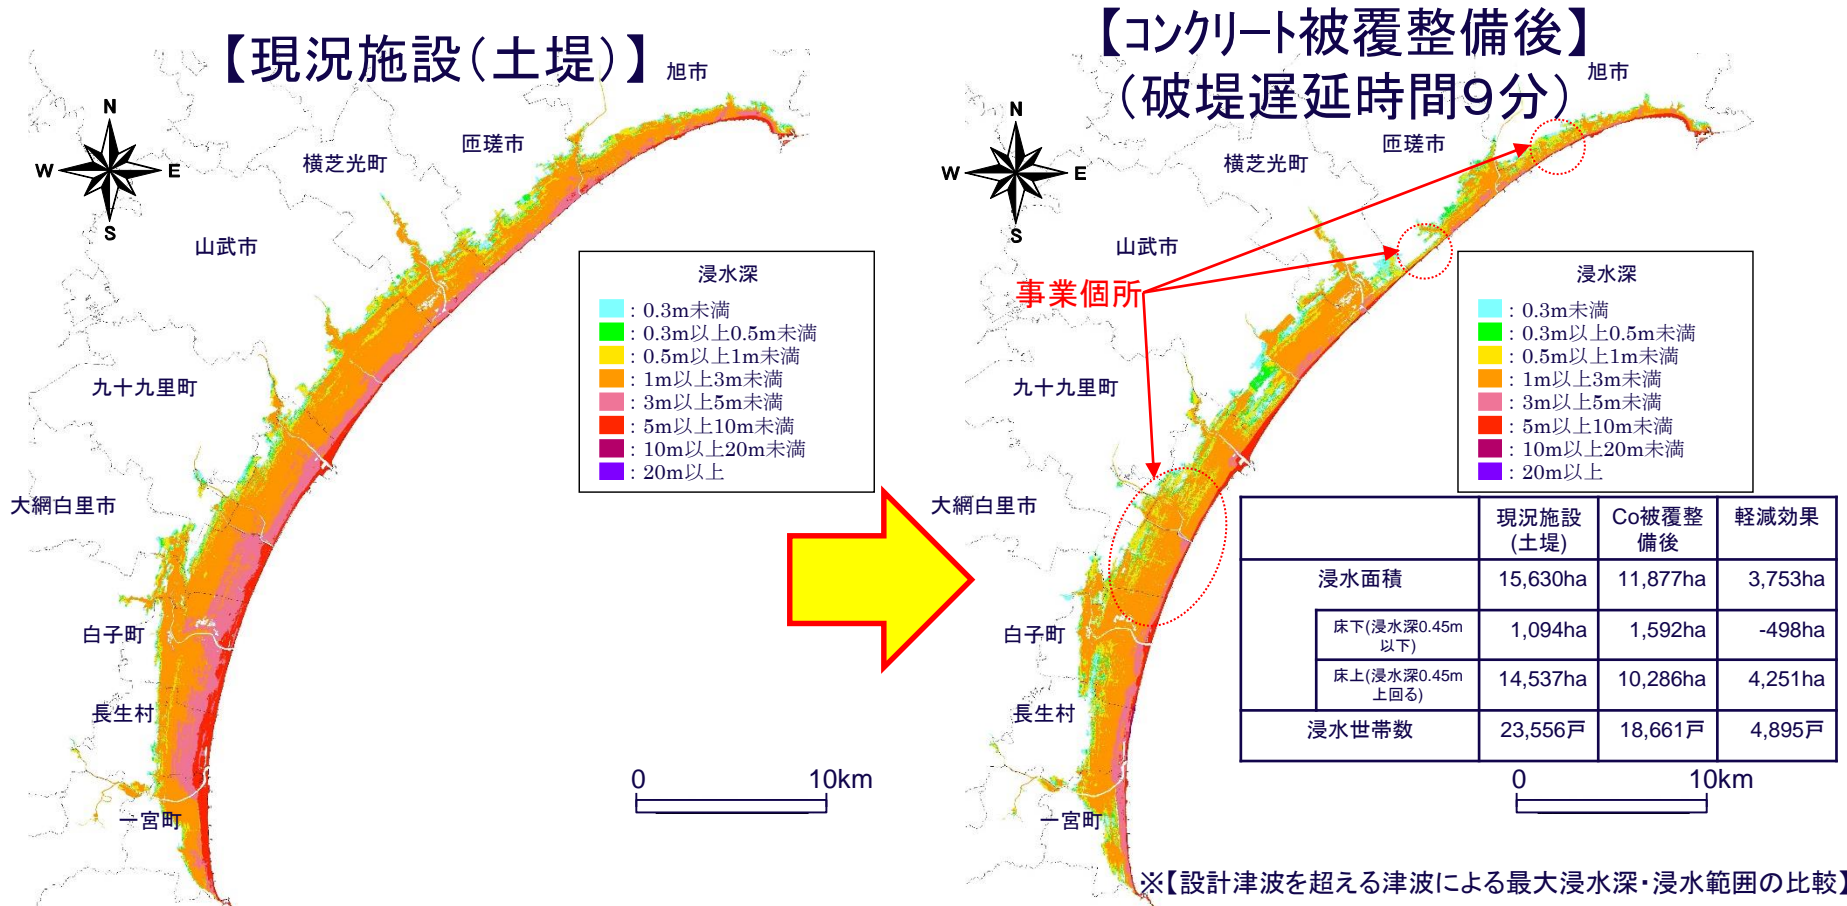 【現況施設(土堤)】
旭市
匝瑳市
横芝光町
山武市
九十九里町
大網白里市
白子町
長生村
一宮町
N
W
E
S
浸水深
：0.3m未満
：0.3m以上0.5m未満
：0.5m以上1m未満
：1m以上3m未満
：3m以上5m未満
：5m以上10m未満
：10m以上20m未満
：20m以上
0 10km
【コンクリート被覆整備後】
(破堤遅延時間9分)
旭市
匝瑳市
横芝光町
山武市
事業個所
九十九里町
大網白里市
白子町
長生村
一宮町
N
W
E
S
浸水深
：0.3m未満
：0.3m以上0.5m未満
：0.5m以上1m未満
：1m以上3m未満
：3m以上5m未満
：5m以上10m未満
：10m以上20m未満
：20m以上
現況施設
(土堤)
Co被覆整
備後
軽減効果
浸水面積 15,630ha 11,877ha 3,753ha
床下(浸水深0.45m
以下)
1,094ha 1,592ha -498ha
床上(浸水深0.45m
上回る)
14,537ha 10,286ha 4,251ha
浸水世帯数 23,556戸 18,661戸 4,895戸
0 10km
※【設計津波を超える津波による最大浸水深・浸水範囲の比較】